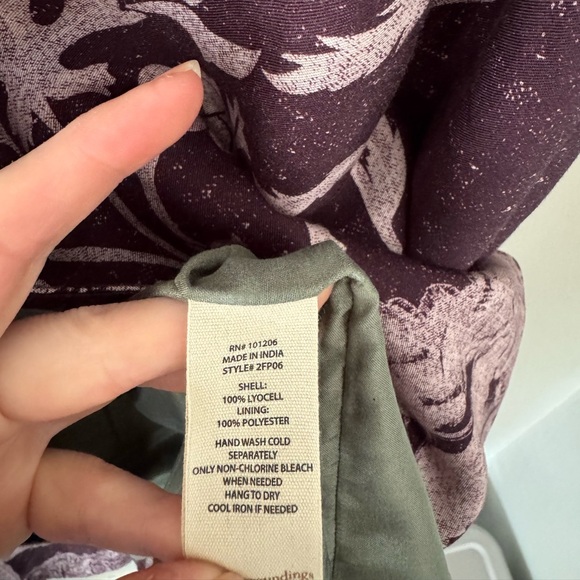 RN# 101206
MADE IN INDIA
STYLE# 2FP06
SHELL:
100% LYOCELL
LINING:
100% POLYESTER
HAND WASH COLD
SEPARATELY
ONLY NON-CHLORINE BLEACH
WHEN NEEDED
HANG TO DRY
COOL IRON IF NEEDED